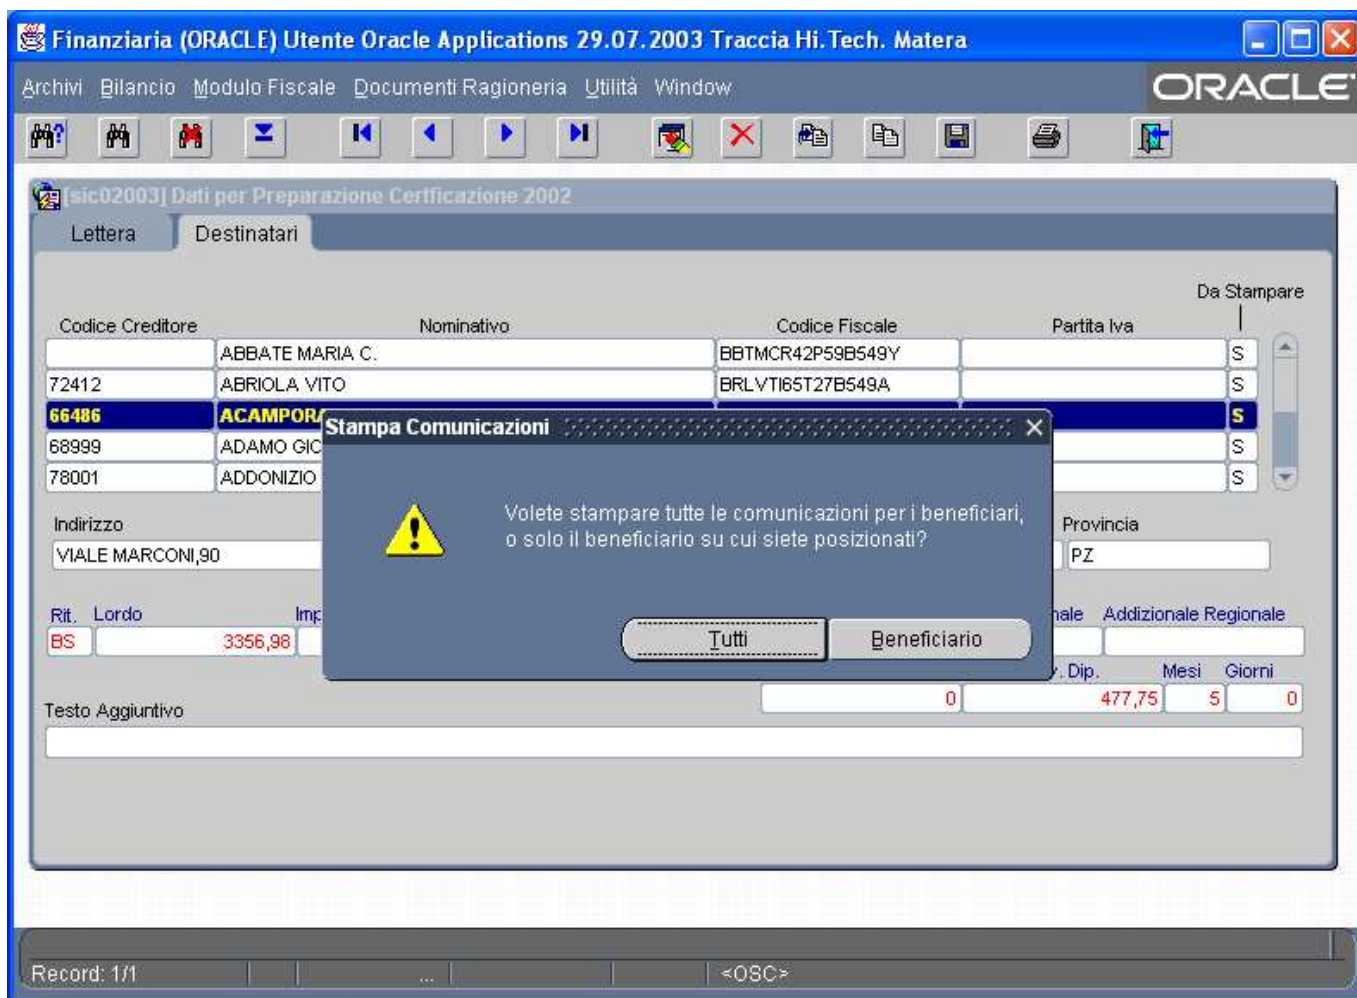 Finanziaria (ORACLE) Utente Oracle Applications 29.07.2003 Traccia Hi.Tech. Matera
Archivi Bilancio Modulo Fiscale Documenti Ragioneria Utilità Window ORACLE
[sic02003] Dati per Preparazione Certficazione 2002
Lettera Destinatari
Da Stampare
Codice Creditore Nominativo Codice Fiscale Partita Iva
ABBATE MARIA C. BBTMCR42P59B549Y S
72412 ABRIOLA VITO BRLVTI65T27B549A S
66486 ACAMPORA S
Stampa Comunicazioni
68999 ADAMO GIO S
78001 ADDONIZIO S
Volete stampare tutte le comunicazioni per i beneficiari,
o solo il beneficiario su cui siete posizionati?
Indirizzo Provincia
VIALE MARCONI,90 PZ
Rit. Lordo Imp nale Addizionale Regionale
BS 3356,98
Tutti Beneficiario
v. Dip. Mesi Giorni
0 477,75 5 0
Testo Aggiuntivo
Record: 1/1 ... <OSC>